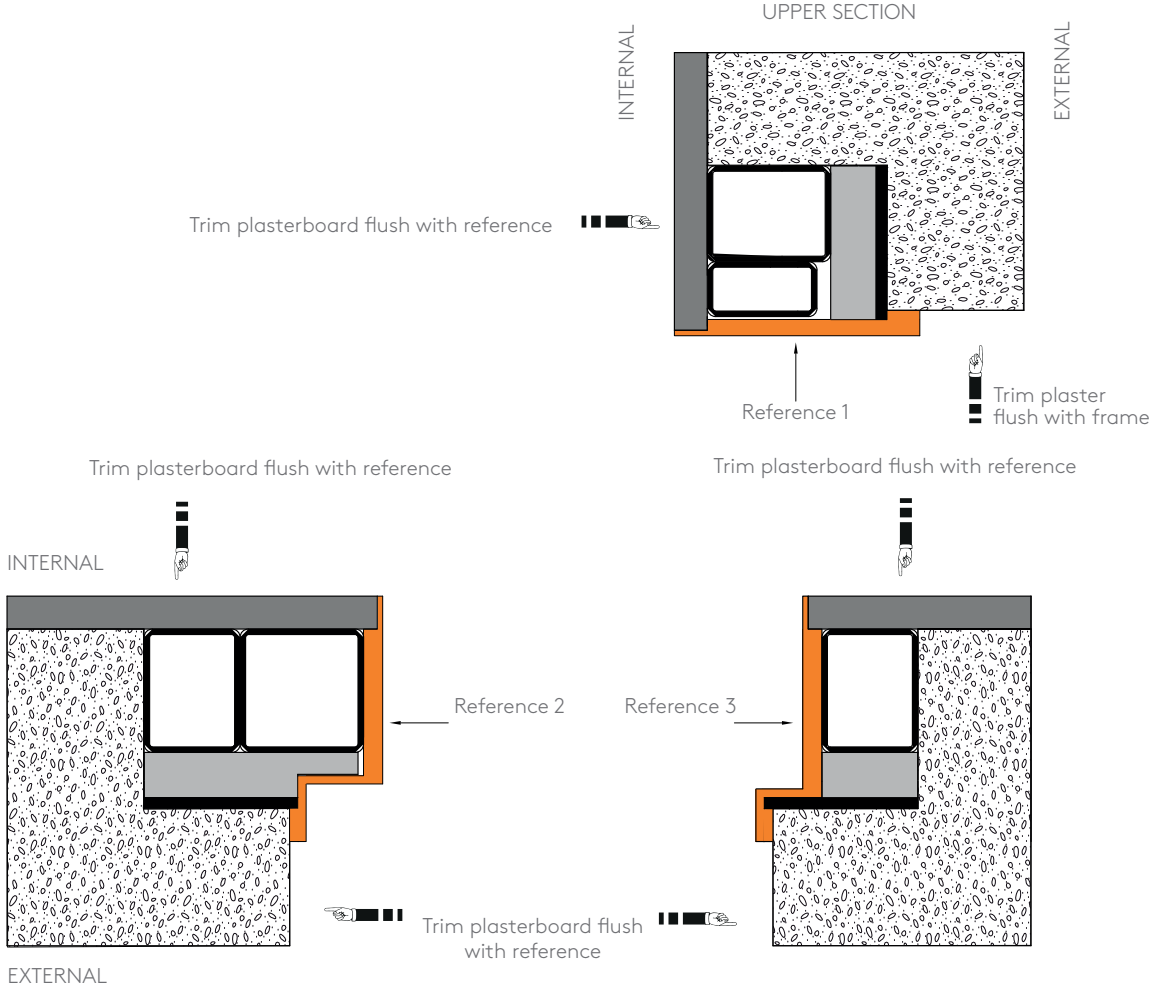 UPPER SECTION
INTERNAL
EXTERNAL
Trim plasterboard flush with reference
Reference 1
Trim plaster
flush with frame
Trim plasterboard flush with reference
Trim plasterboard flush with reference
INTERNAL
Reference 2
Reference 3
Trim plasterboard flush
with reference
EXTERNAL